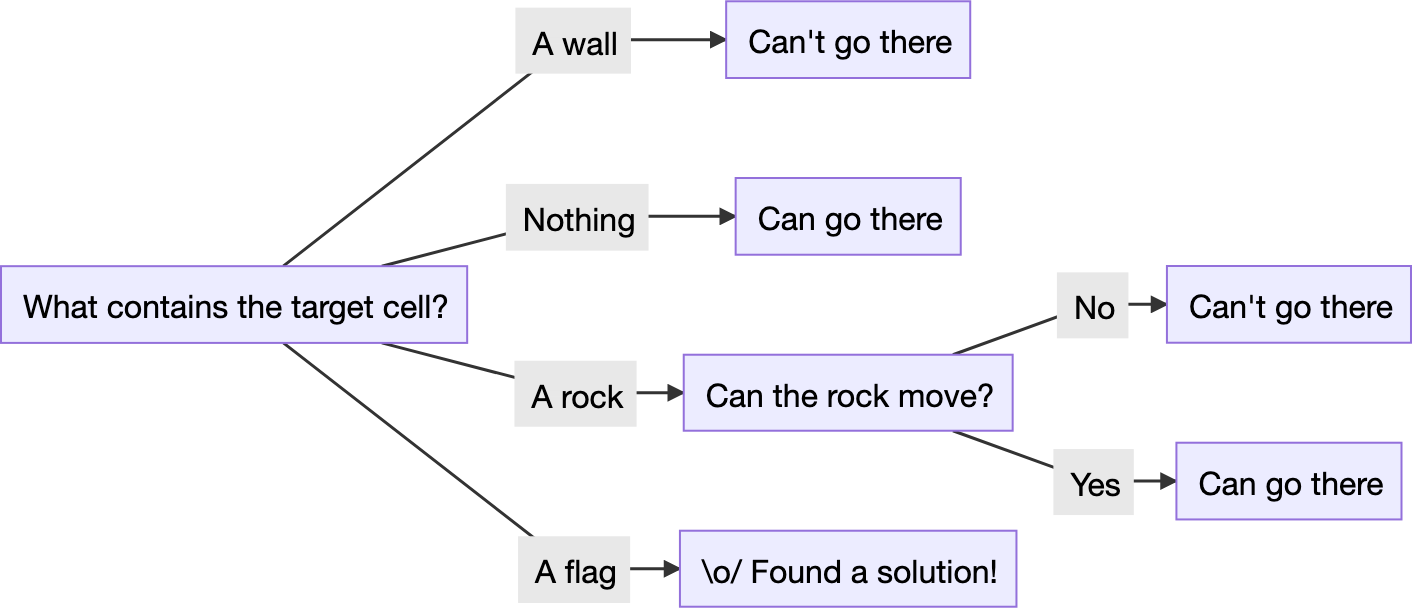 A wall
Can't go there
Nothing
Can go there
What contains the target cell?
No
Can't go there
A rock
Can the rock move?
Yes
Can go there
A flag
\o/ Found a solution!